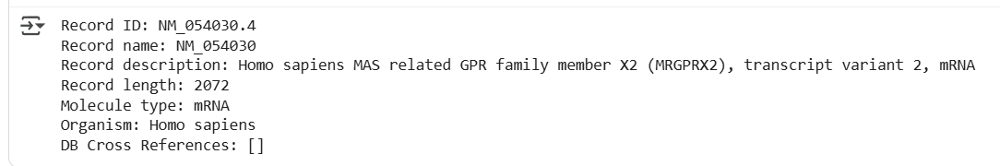 Record ID: NM_054030.4
Record name: NM_054030
Record description: Homo sapiens MAS related GPR family member X2 (MRGPRX2), transcript variant 2, mRNA
Record length: 2072
Molecule type: mRNA
Organism: Homo sapiens
DB Cross References: []